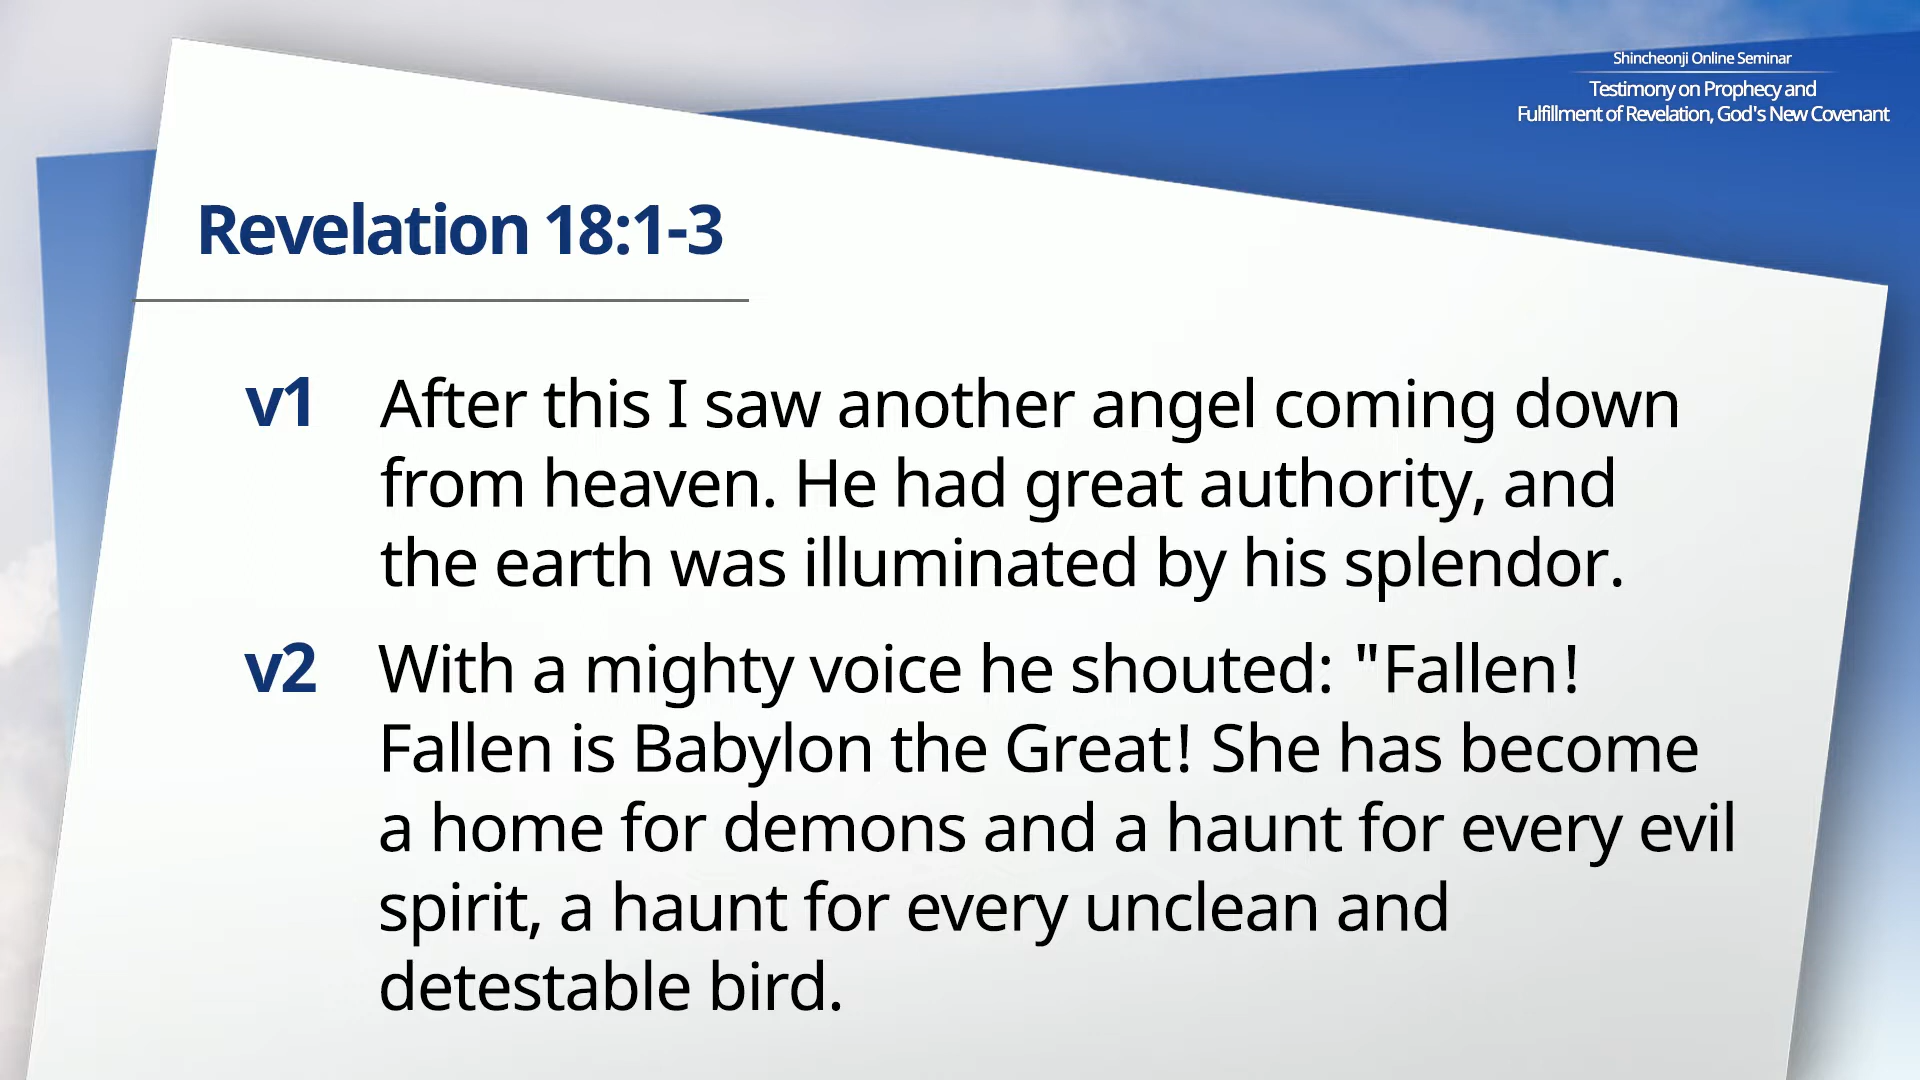 Shincheonji Online Seminar
Testimony on Prophecy and
Fulfillment of Revelation, God's New Covenant
Revelation 18:1-3
v1 After this I saw another angel coming down
from heaven. He had great authority, and
the earth was illuminated by his splendor.
v2 With a mighty voice he shouted: "Fallen!
Fallen is Babylon the Great! She has become
a home for demons and a haunt for every evil
spirit, a haunt for every unclean and
detestable bird.